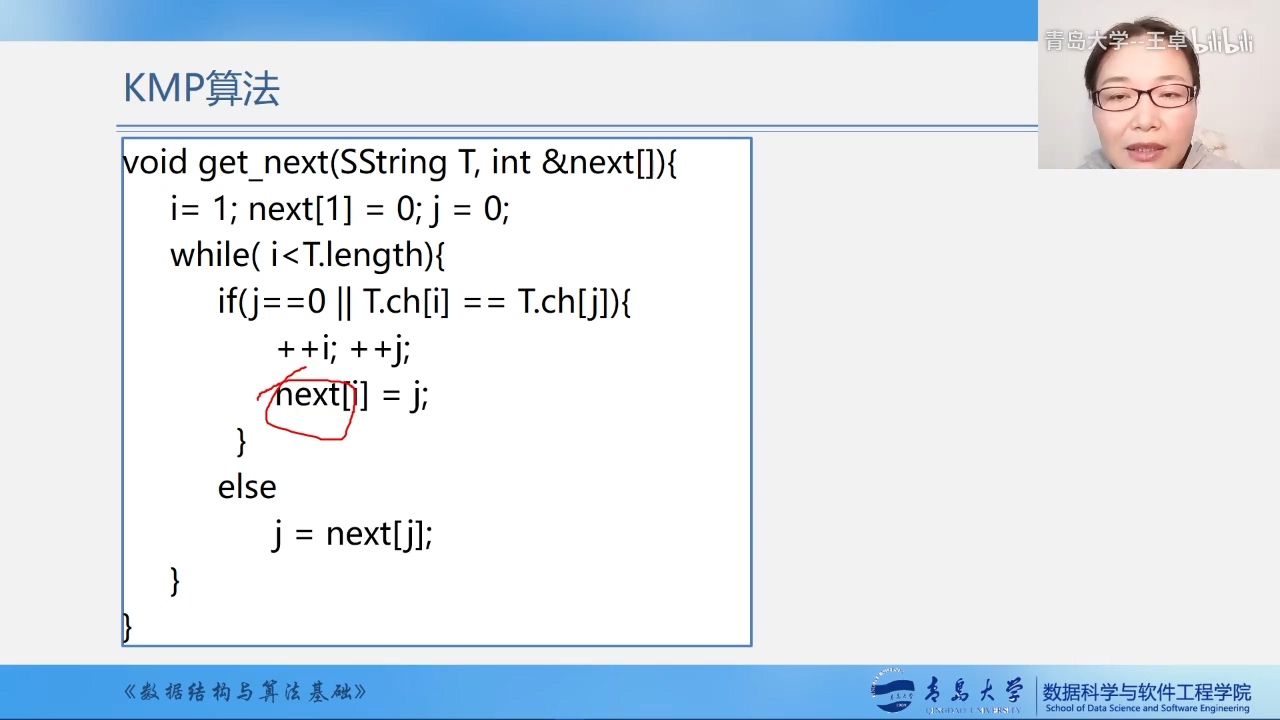 青岛大学--王卓 bilibili
KMP算法
void get_next(SString T, int &next[]){
i= 1; next[1] = 0; j = 0;
while( i<T.length){
if(j==0 || T.ch[i] == T.ch[j]){
++i; ++j;
next[i] = j;
}
else
j = next[j];
}
}
《数据结构与算法基础》
青岛大学
QINGDAO UNIVERSITY
数据科学与软件工程学院
School of Data Science and Software Engineering